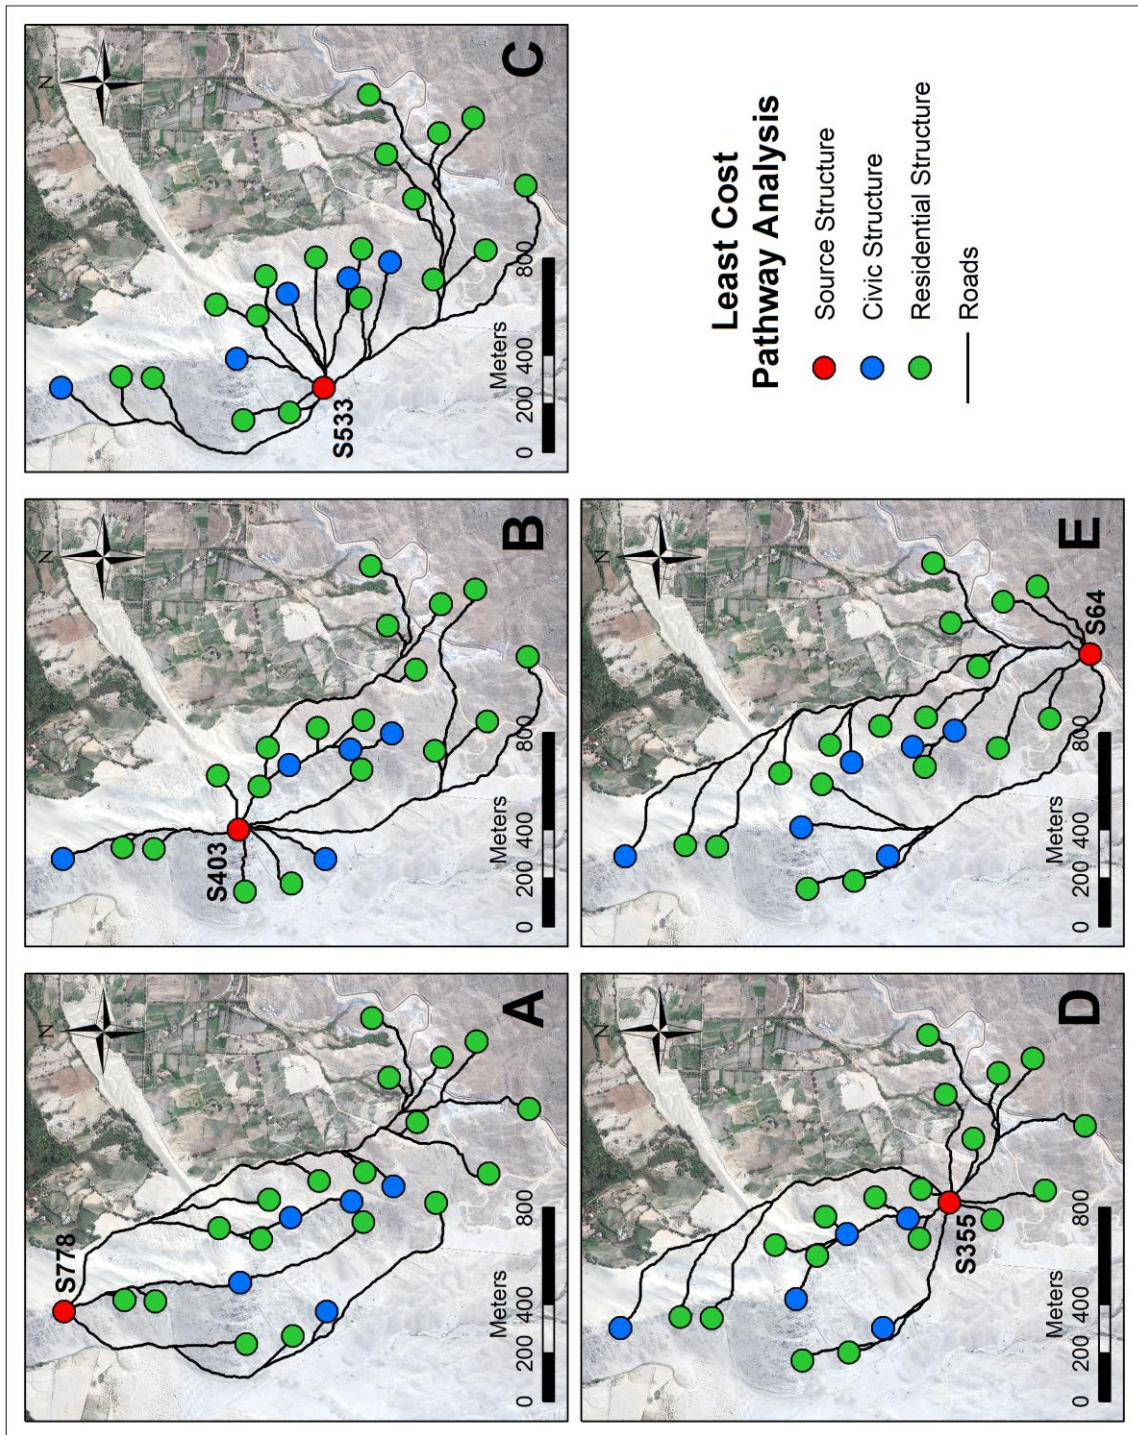 N
S778
Meters
0 200 400 800
A
N
S403
Meters
0 200 400 800
B
N
S533
Meters
0 200 400 800
C
N
S355
Meters
0 200 400 800
D
N
S64
Meters
0 200 400 800
E
Least Cost
Pathway Analysis
Source Structure
Civic Structure
Residential Structure
Roads